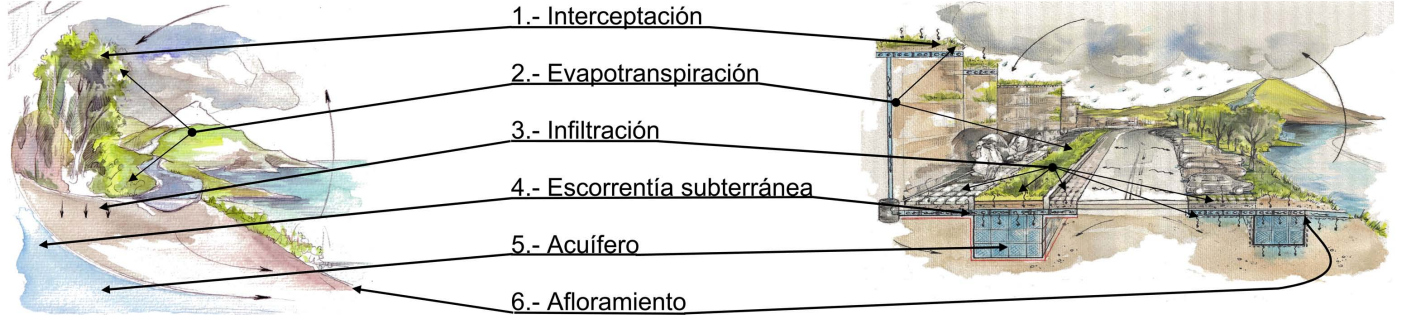 1.- Interceptación
2.- Evapotranspiración
3.- Infiltración
4.- Escorrentía subterránea
5.- Acuífero
6.- Afloramiento